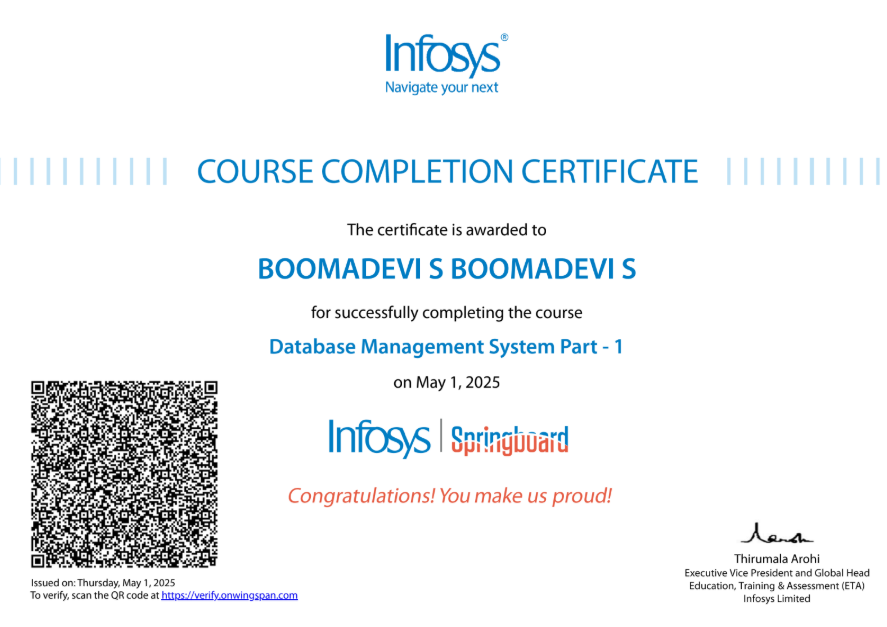 Infosys®
Navigate your next
COURSE COMPLETION CERTIFICATE
The certificate is awarded to
BOOMADEVI S BOOMADEVI S
for successfully completing the course
Database Management System Part - 1
on May 1, 2025
Infosys | Springboard
Congratulations! You make us proud!
Issued on: Thursday, May 1, 2025
To verify, scan the QR code at https://verify.onwingspan.com
Thirumala Arohi
Executive Vice President and Global Head
Education, Training & Assessment (ETA)
Infosys Limited